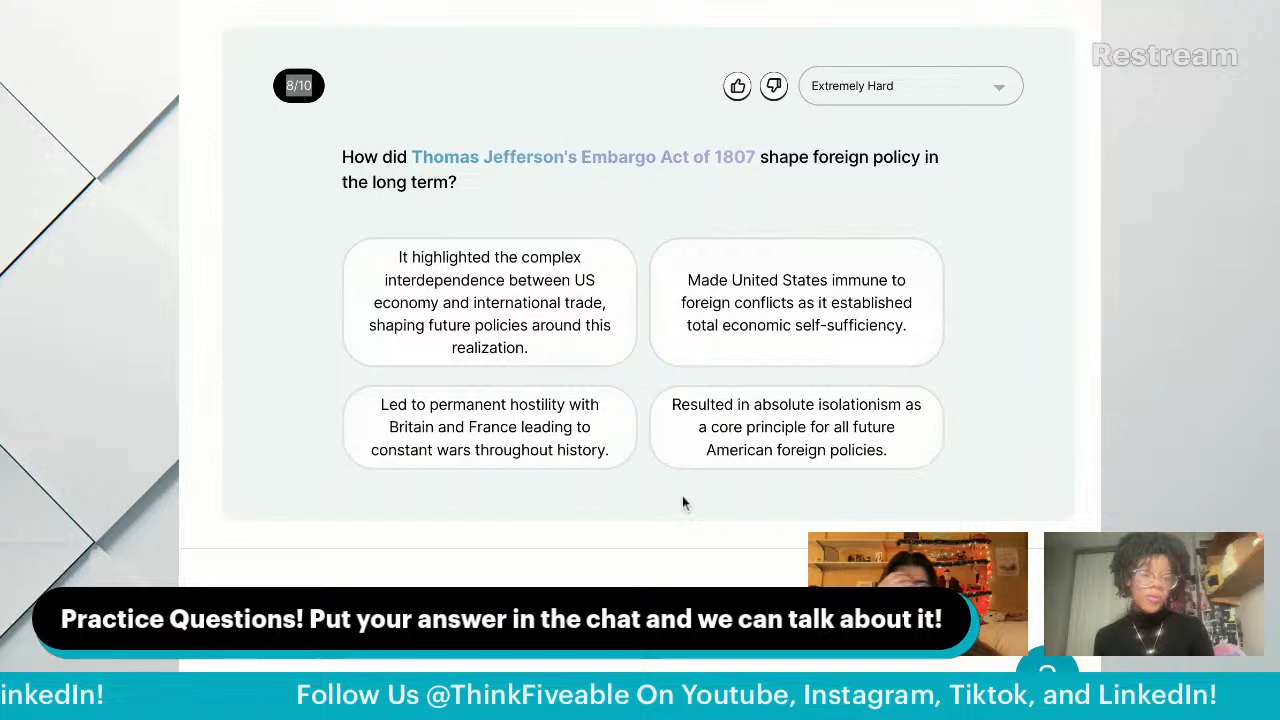 Restream
8/10
Extremely Hard
How did Thomas Jefferson's Embargo Act of 1807 shape foreign policy in
the long term?
It highlighted the complex
interdependence between US
economy and international trade,
shaping future policies around this
realization.
Made United States immune to
foreign conflicts as it established
total economic self-sufficiency.
Led to permanent hostility with
Britain and France leading to
constant wars throughout history.
Resulted in absolute isolationism as
a core principle for all future
American foreign policies.
Practice Questions! Put your answer in the chat and we can talk about it!
inkedIn!
Follow Us @ThinkFiveable On Youtube, Instagram, Tiktok, and LinkedIn!